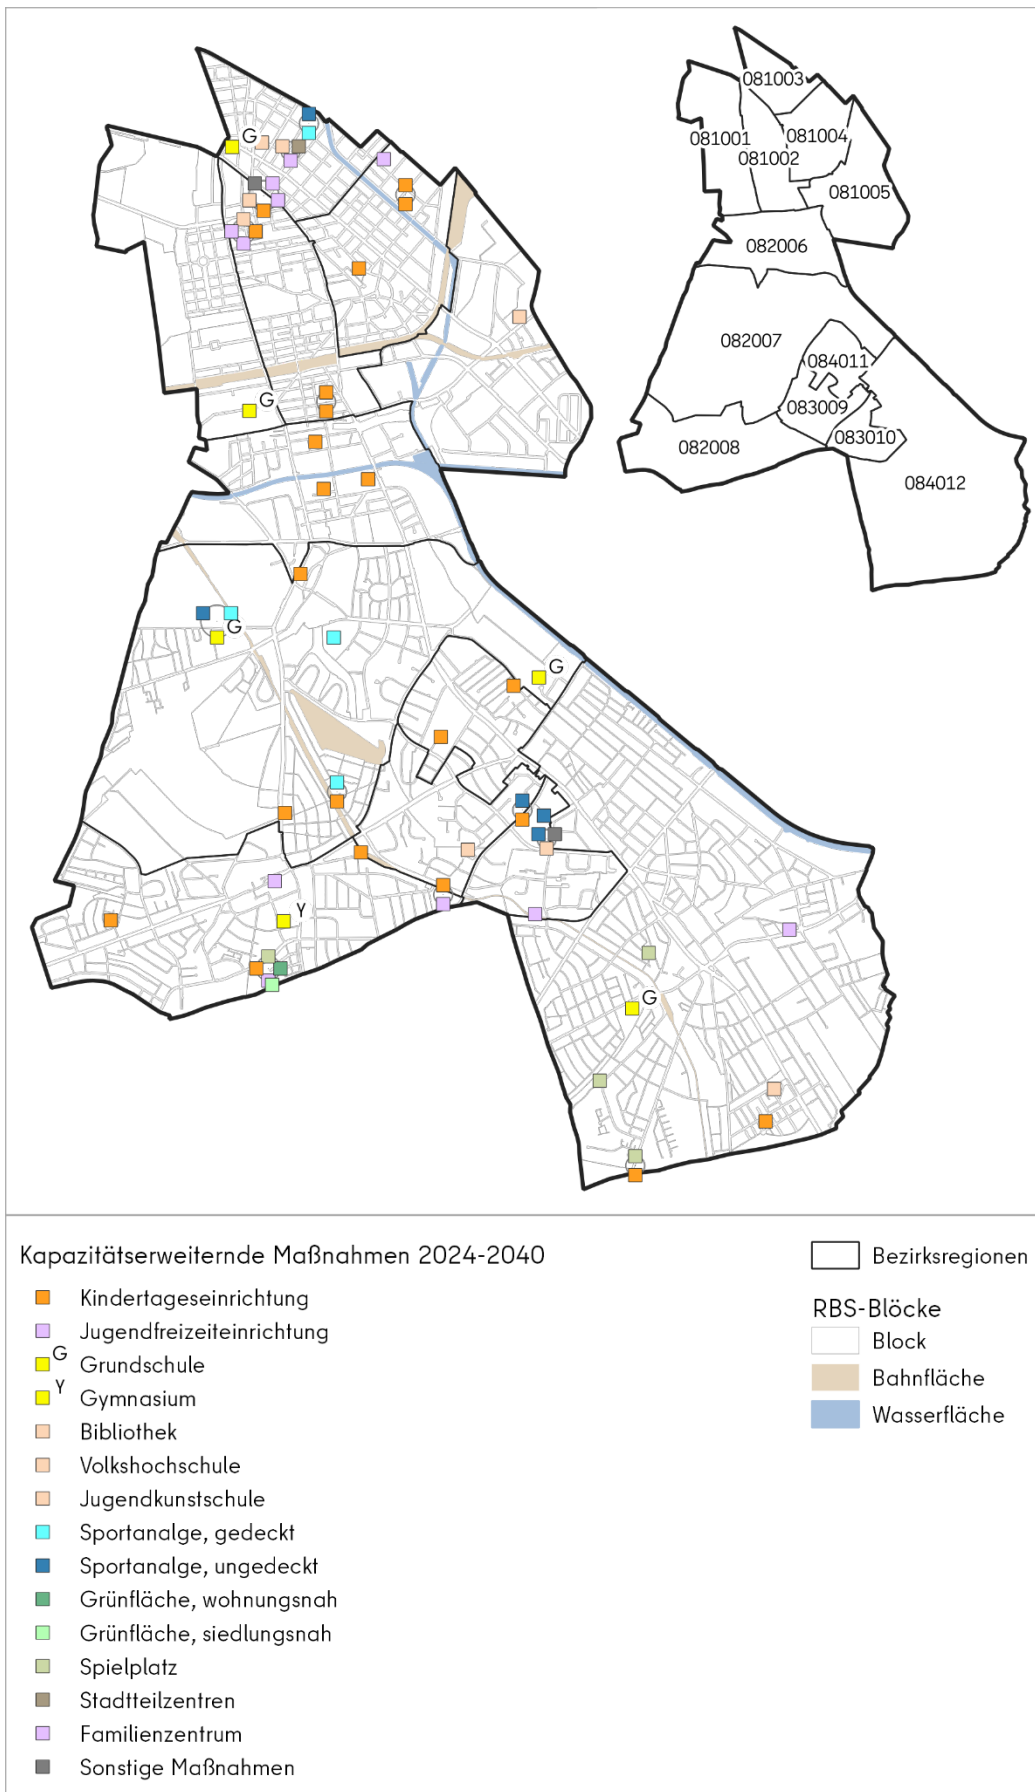 081003
081001
081004
081002
081005
082006
082007
084011
083009
083010
082008
084012
G
G
G
G
Y
G
Kapazitätserweiternde Maßnahmen 2024-2040
Kindertageseinrichtung
Jugendfreizeiteinrichtung
G Grundschule
Y Gymnasium
Bibliothek
Volkshochschule
Jugendkunstschule
Sportanalge, gedeckt
Sportanalge, ungedeckt
Grünfläche, wohnungsnah
Grünfläche, siedlungsnah
Spielplatz
Stadtteilzentren
Familienzentrum
Sonstige Maßnahmen
Bezirksregionen
RBS-Blöcke
Block
Bahnfläche
Wasserfläche